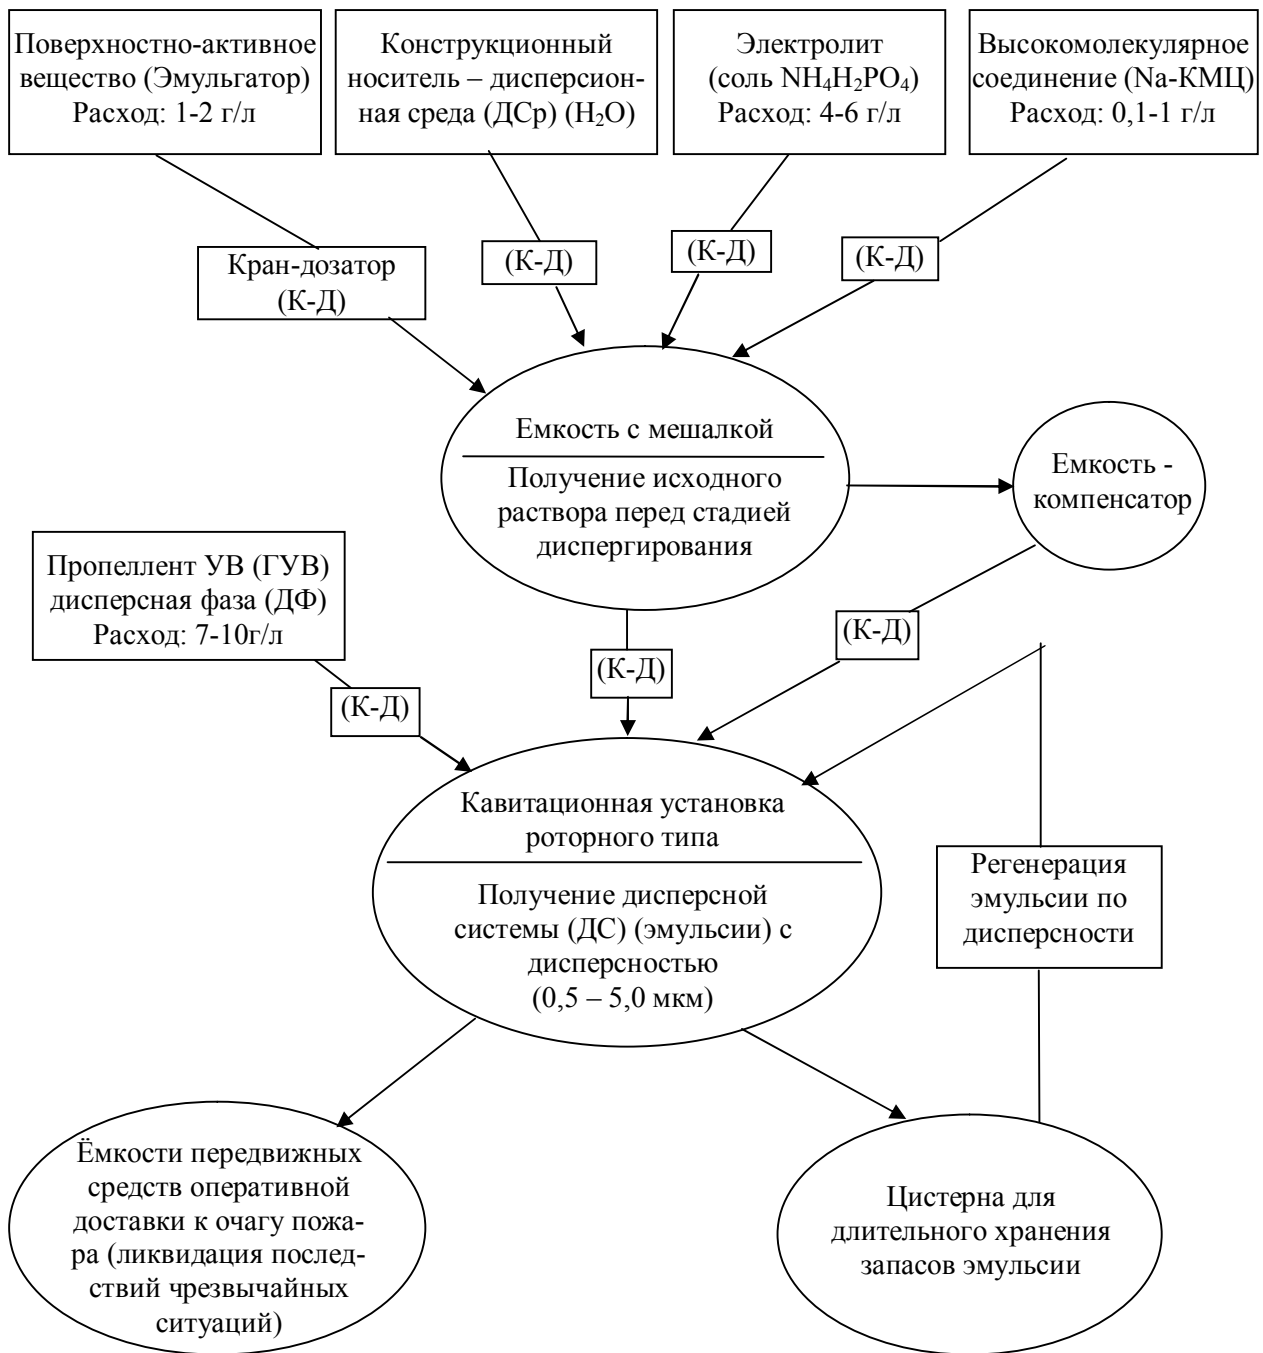 Поверхностно-активное
вещество (Эмульгатор)
Расход: 1-2 г/л
Конструкционный
носитель – дисперсион-
ная среда (ДСр) (H₂O)
Электролит
(соль NH₄H₂PO₄)
Расход: 4-6 г/л
Высокомолекулярное
соединение (Na-КМЦ)
Расход: 0,1-1 г/л
Кран-дозатор
(К-Д)
(К-Д)
(К-Д)
(К-Д)
Емкость с мешалкой
Получение исходного
раствора перед стадией
диспергирования
Емкость -
компенсатор
Пропеллент УВ (ГУВ)
дисперсная фаза (ДФ)
Расход: 7-10г/л
(К-Д)
(К-Д)
(К-Д)
Кавитационная установка
роторного типа
Получение дисперсной
системы (ДС) (эмульсии) с
дисперсностью
(0,5 – 5,0 мкм)
Регенерация
эмульсии по
дисперсности
Ёмкости передвижных
средств оперативной
доставки к очагу пожа-
ра (ликвидация послед-
ствий чрезвычайных
ситуаций)
Цистерна для
длительного хранения
запасов эмульсии